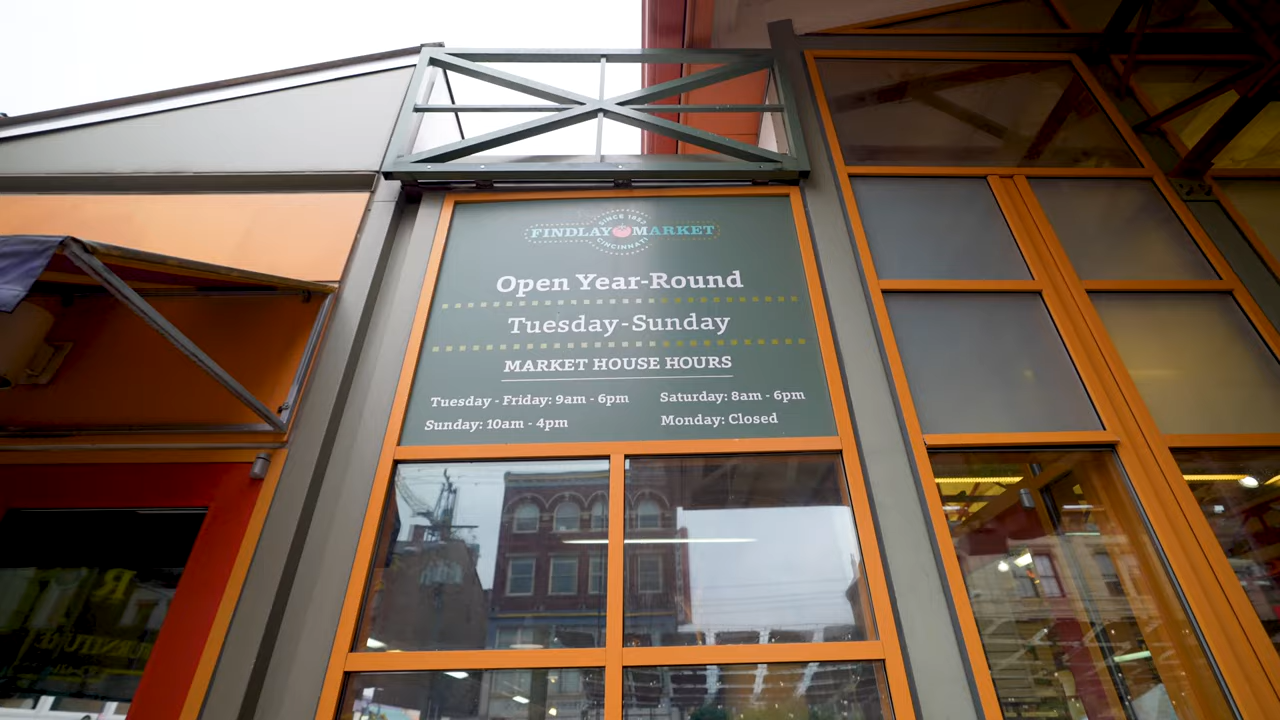 SINCE 1852
FINDLAY MARKET
CINCINNATI
Open Year-Round
Tuesday-Sunday
MARKET HOUSE HOURS
Tuesday - Friday: 9am - 6pm
Saturday: 8am - 6pm
Sunday: 10am - 4pm
Monday: Closed
R
FURNITURE